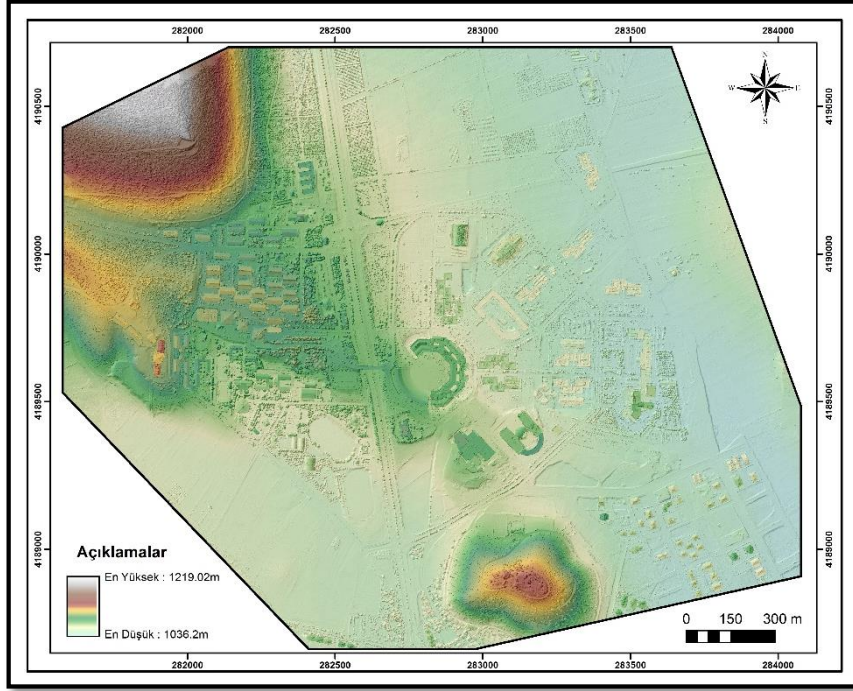 282000 282500 283000 283500 284000
N
W E
S
4190500 4190500
4190000 4190000
4189500 4189500
4189000 4189000
Açıklamalar
En Yüksek : 1219.02m
En Düşük : 1036.2m
0 150 300 m
282000 282500 283000 283500 284000